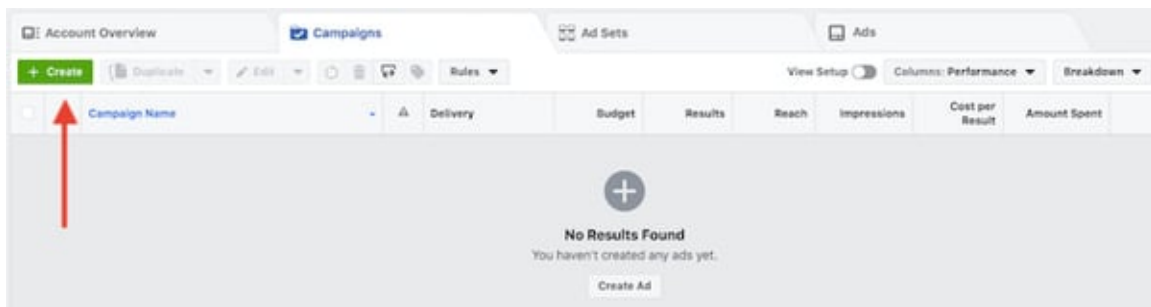 Account Overview
Campaigns
Ad Sets
Ads
+ Create
Duplicate
Edit
Rules
View Setup
Columns: Performance
Breakdown
Campaign Name
Delivery
Budget
Results
Reach
Impressions
Cost per
Result
Amount Spent
No Results Found
You haven't created any ads yet.
Create Ad